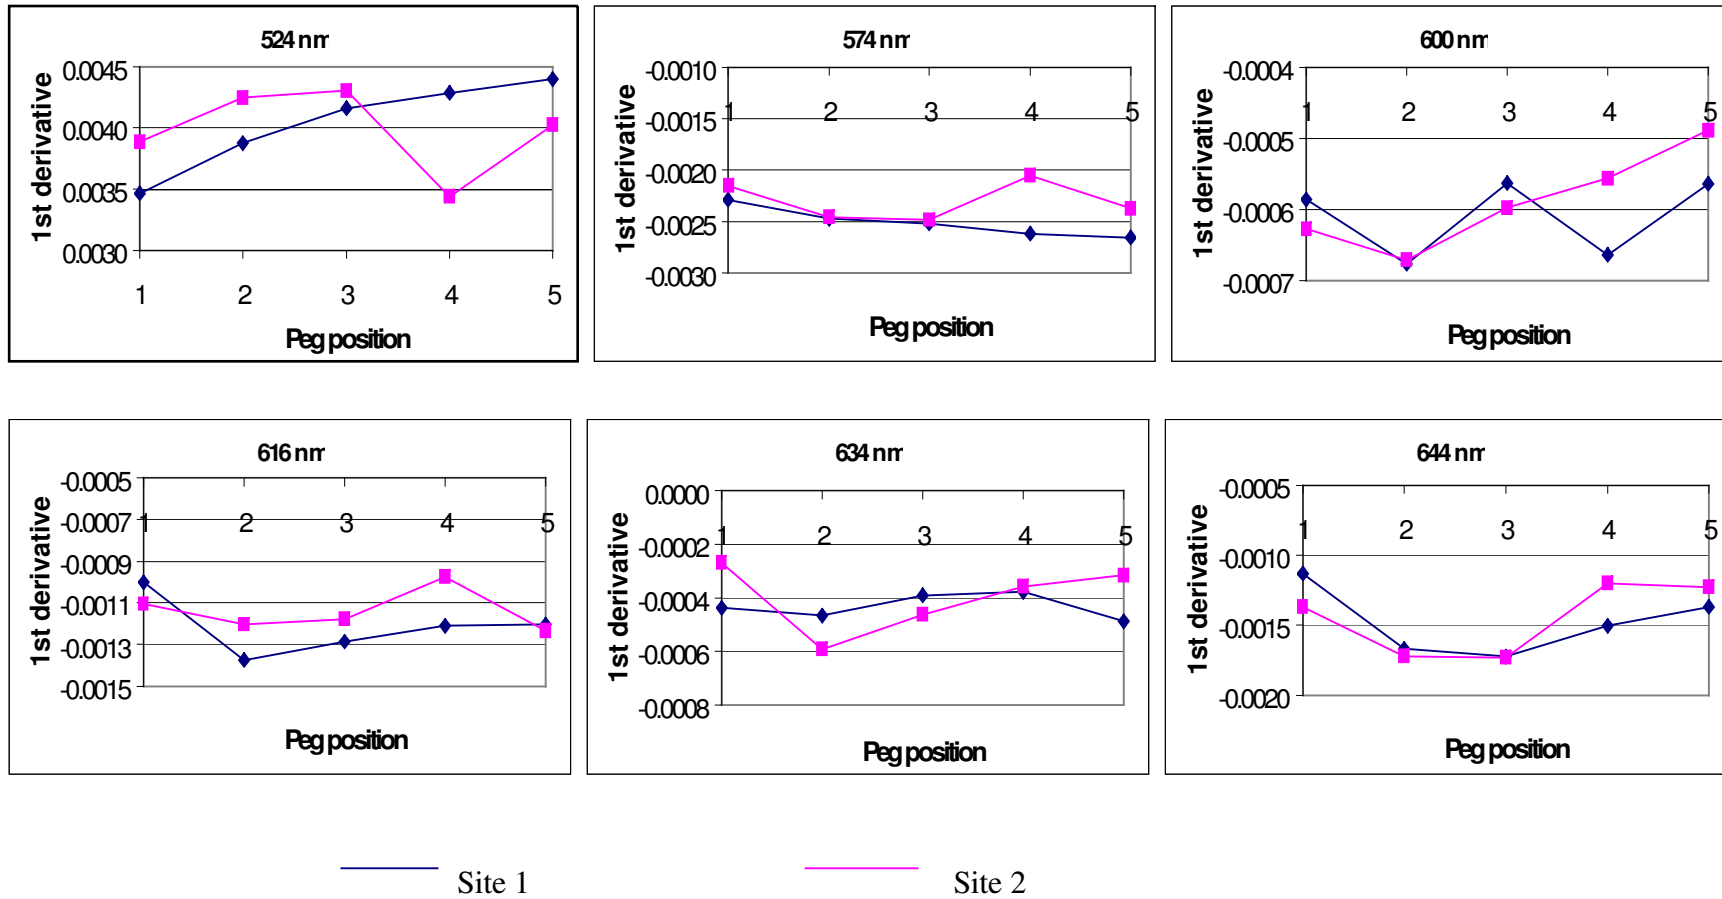 524 nm
1st derivative
0.0045
0.0040
0.0035
0.0030
1 2 3 4 5
Peg position
574 nm
1st derivative
-0.0010
-0.0015
-0.0020
-0.0025
-0.0030
1 2 3 4 5
Peg position
600 nm
1st derivative
-0.0004
-0.0005
-0.0006
-0.0007
1 2 3 4 5
Peg position
616 nm
1st derivative
-0.0005
-0.0007
-0.0009
-0.0011
-0.0013
-0.0015
1 2 3 4 5
Peg position
634 nm
1st derivative
0.0000
-0.0002
-0.0004
-0.0006
-0.0008
1 2 3 4 5
Peg position
644 nm
1st derivative
-0.0005
-0.0010
-0.0015
-0.0020
1 2 3 4 5
Peg position
Site 1 Site 2